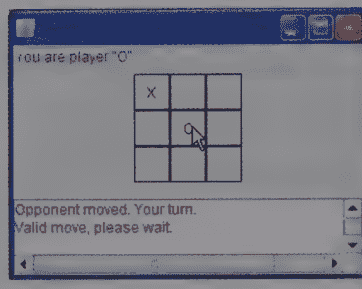 You are player "O"
X
O
Opponent moved. Your turn.
Valid move, please wait.